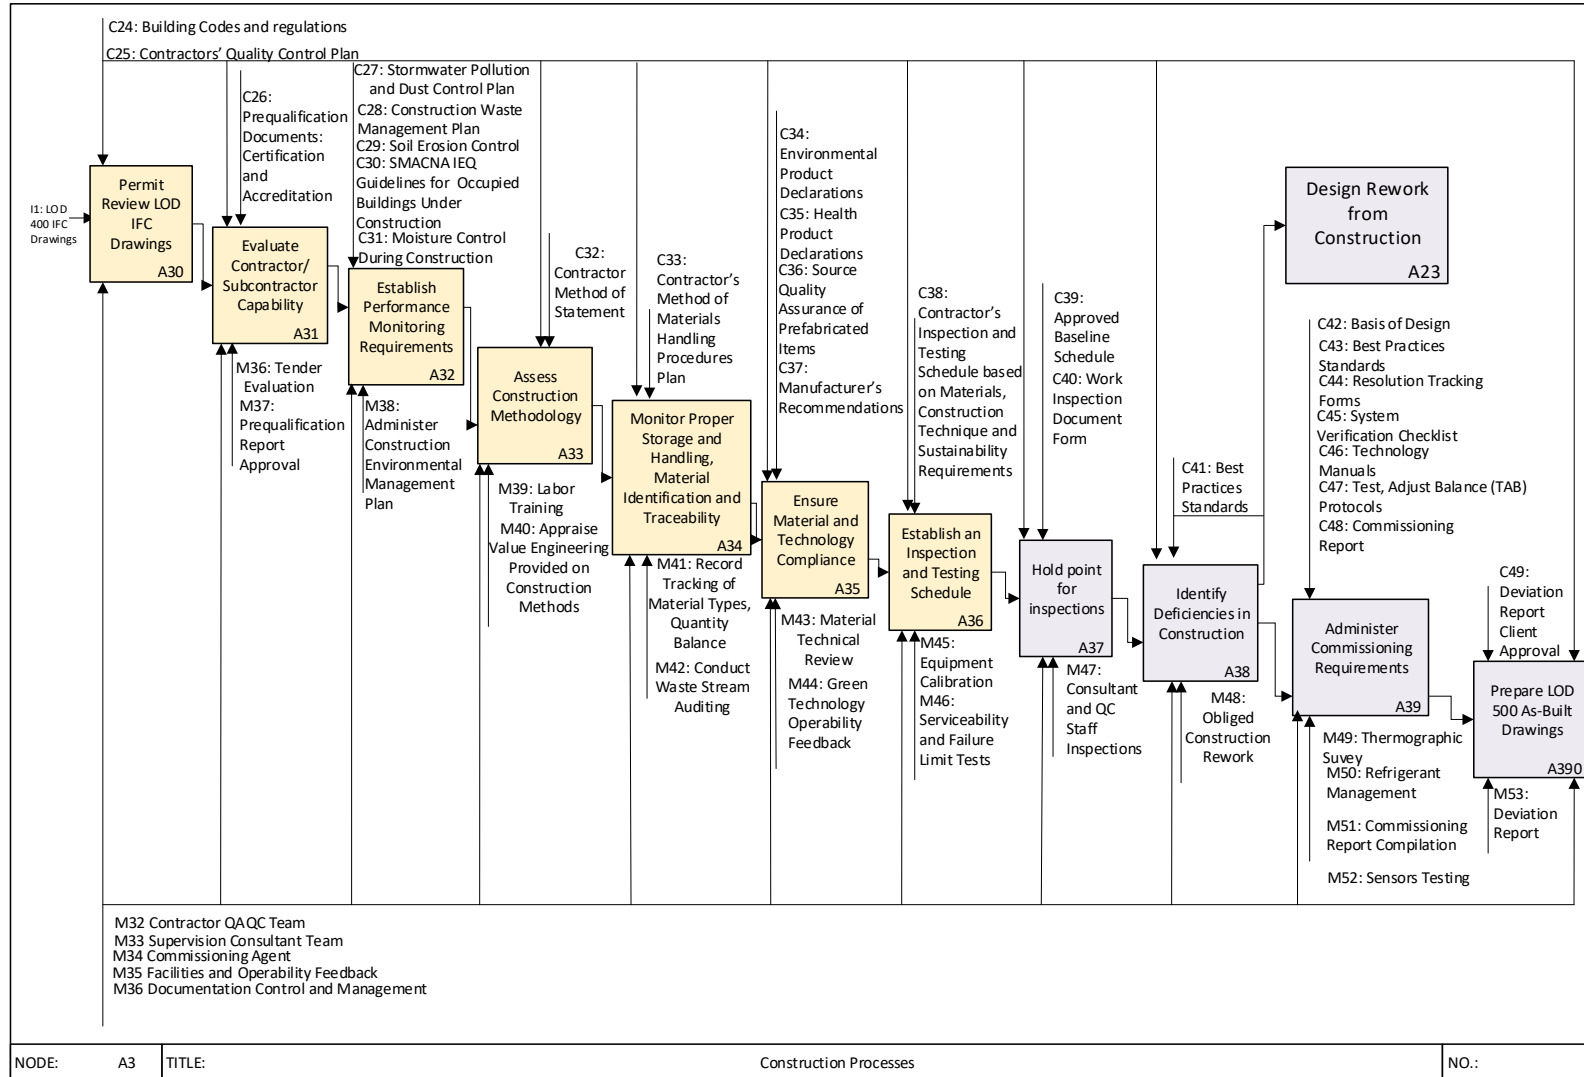 C24: Building Codes and regulations
C25: Contractors' Quality Control Plan
C26:
Prequalification
Documents:
Certification
and
Accreditation
C27: Stormwater Pollution
and Dust Control Plan
C28: Construction Waste
Management Plan
C29: Soil Erosion Control
C30: SMACNA IEQ
Guidelines for Occupied
Buildings Under
Construction
C31: Moisture Control
During Construction
C32:
Contractor
Method of
Statement
C33:
Contractor's
Method of
Materials
Handling
Procedures
Plan
C34:
Environmental
Product
Declarations
C35: Health
Product
Declarations
C36: Source
Quality
Assurance of
Prefabricated
Items
C37:
Manufacturer's
Recommendations
C38:
Contractor's
Inspection and
Testing
Schedule based
on Materials,
Construction
Technique and
Sustainability
Requirements
C39:
Approved
Baseline
Schedule
C40: Work
Inspection
Document
Form
C41: Best
Practices
Standards
C42: Basis of Design
C43: Best Practices
Standards
C44: Resolution Tracking
Forms
C45: System
Verification Checklist
C46: Technology
Manuals
C47: Test, Adjust Balance (TAB)
Protocols
C48: Commissioning
Report
C49:
Deviation
Report
Client
Approval
I1: LOD
400 IFC
Drawings
Permit
Review LOD
IFC
Drawings
A30
Evaluate
Contractor/
Subcontractor
Capability
A31
Establish
Performance
Monitoring
Requirements
A32
Assess
Construction
Methodology
A33
Monitor Proper
Storage and
Handling,
Material
Identification and
Traceability
A34
Ensure
Material and
Technology
Compliance
A35
Establish an
Inspection
and Testing
Schedule
A36
Hold point
for
inspections
A37
Identify
Deficiencies in
Construction
A38
Design Rework
from
Construction
A23
Administer
Commissioning
Requirements
A39
Prepare LOD
500 As-Built
Drawings
A390
M36: Tender
Evaluation
M37:
Prequalification
Report
Approval
M38:
Administer
Construction
Environmental
Management
Plan
M39: Labor
Training
M40: Appraise
Value Engineering
Provided on
Construction
Methods
M41: Record
Tracking of
Material Types,
Quantity
Balance
M42: Conduct
Waste Stream
Auditing
M43: Material
Technical
Review
M44: Green
Technology
Operability
Feedback
M45:
Equipment
Calibration
M46:
Serviceability
and Failure
Limit Tests
M47:
Consultant
and QC
Staff
Inspections
M48:
Obliged
Construction
Rework
M49: Thermographic
Suvey
M50: Refrigerant
Management
M51: Commissioning
Report Compilation
M52: Sensors Testing
M53:
Deviation
Report
M32 Contractor QAQC Team
M33 Supervision Consultant Team
M34 Commissioning Agent
M35 Facilities and Operability Feedback
M36 Documentation Control and Management
NODE: A3 TITLE: Construction Processes NO.: